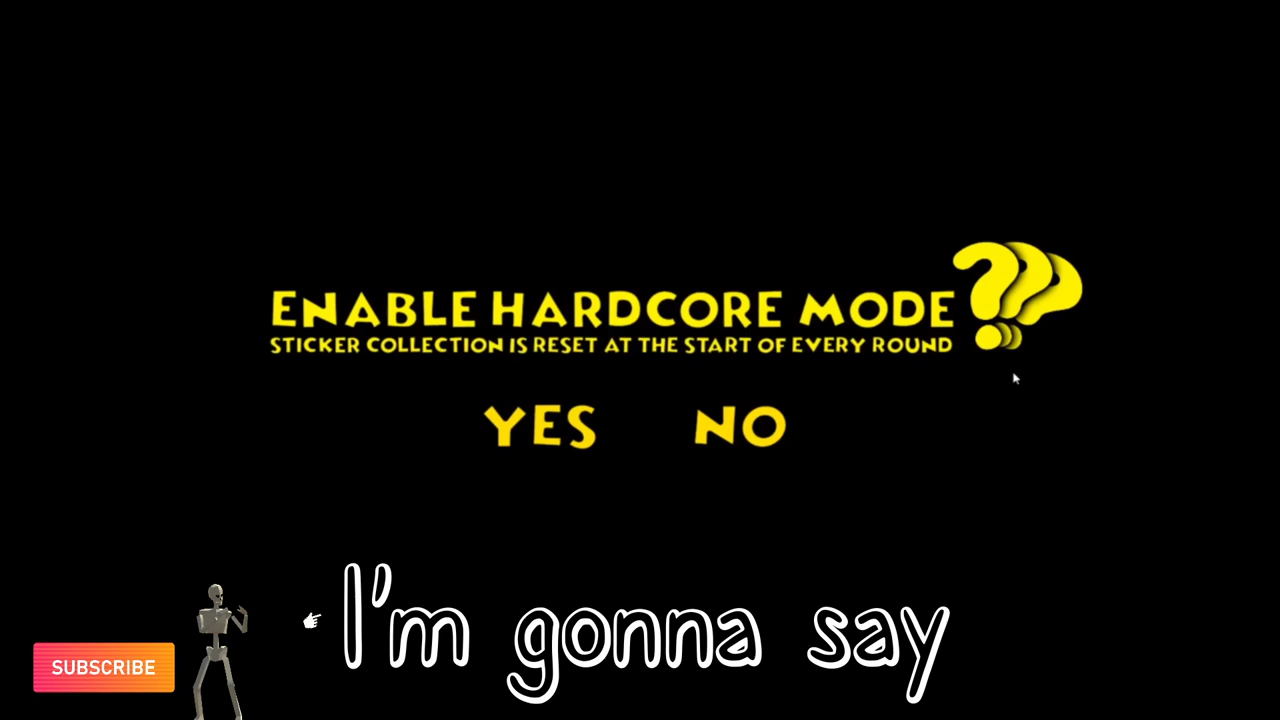 ENABLE HARDCORE MODE???
STICKER COLLECTION IS RESET AT THE START OF EVERY ROUND
YES NO
I'm gonna say
SUBSCRIBE